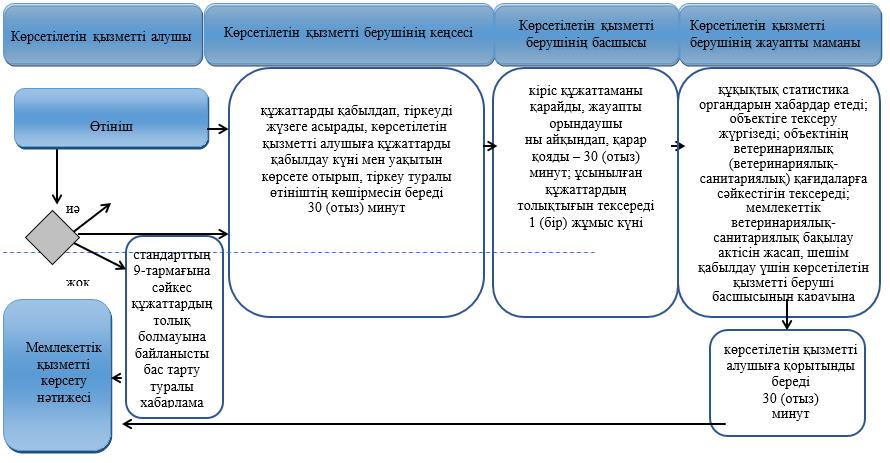 Көрсетілетін қызметті алушы
Көрсетілетін қызметті берушінің кеңсесі
Көрсетілетін қызметті
берушінің басшысы
Көрсетілетін қызметті
берушінің жауапты маманы
Өтініш
құжаттарды қабылдап, тіркеуді
жүзеге асырады, көрсетілетін
қызметті алушыға құжаттарды
қабылдау күні мен уақытын
көрсете отырып, тіркеу туралы
өтініштің көшірмесін береді
30 (отыз) минут
кіріс құжаттаманы
қарайды, жауапты
орындаушы
ны айқындап, қарар
қояды – 30 (отыз)
минут; ұсынылған
құжаттардың
толықтығын тексереді
1 (бір) жұмыс күні
құқықтық статистика
органдарын хабардар етеді;
объектіге тексеру
жүргізеді; объектінің
ветеринариялық
(ветеринариялық-
санитариялық) қағидаларға
сәйкестігін тексереді;
мемлекеттік
ветеринариялық-
санитариялық бақылау
актісін жасап, шешім
қабылдау үшін көрсетілетін
қызметті беруші
басшысының қарауына
иә
жоқ
стандарттың
9-тармағына
сәйкес
құжаттардың
толық
болмауына
байланысты
бас тарту
туралы
хабарлама
Мемлекеттік
қызметті
көрсету
нәтижесі
көрсетілетін қызметті
алушыға қорытынды
береді
30 (отыз)
минут